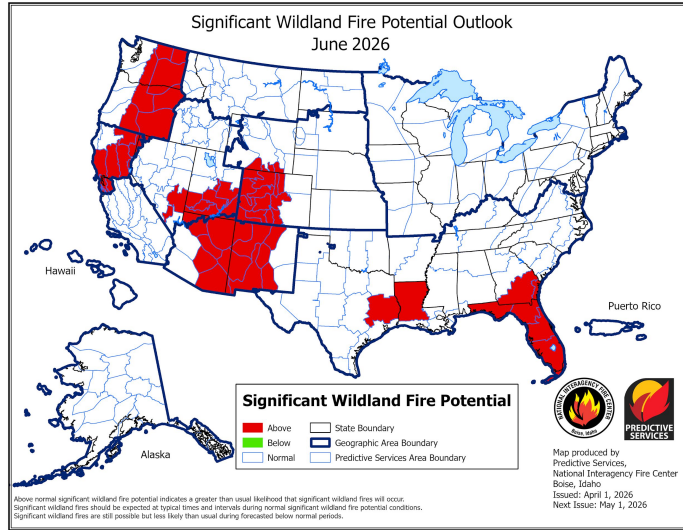 Significant Wildland Fire Potential Outlook
June 2026
Hawaii
Puerto Rico
Alaska
Significant Wildland Fire Potential
Above
State Boundary
Below
Geographic Area Boundary
Normal
Predictive Services Area Boundary
NATIONAL INTERAGENCY FIRE CENTER
Boise, Idaho
PREDICTIVE
SERVICES
Map produced by
Predictive Services,
National Interagency Fire Center
Boise, Idaho
Issued: April 1, 2026
Next Issue: May 1, 2026
Above normal significant wildland fire potential indicates a greater than usual likelihood that significant wildland fires will occur.
Significant wildland fires should be expected at typical times and intervals during normal significant wildland fire potential conditions.
Significant wildland fires are still possible but less likely than usual during forecasted below normal periods.